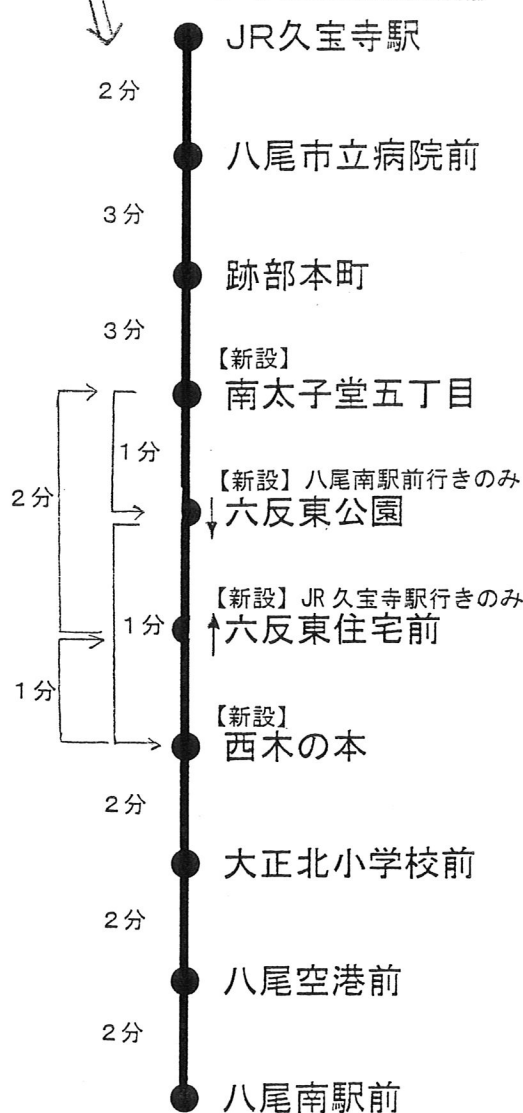 JR久宝寺駅
2分
八尾市立病院前
3分
跡部本町
3分
【新設】
南太子堂五丁目
1分
【新設】八尾南駅前行きのみ
2分
六反東公園
【新設】JR久宝寺駅行きのみ
1分
六反東住宅前
1分
【新設】
西木の本
2分
大正北小学校前
2分
八尾空港前
2分
八尾南駅前